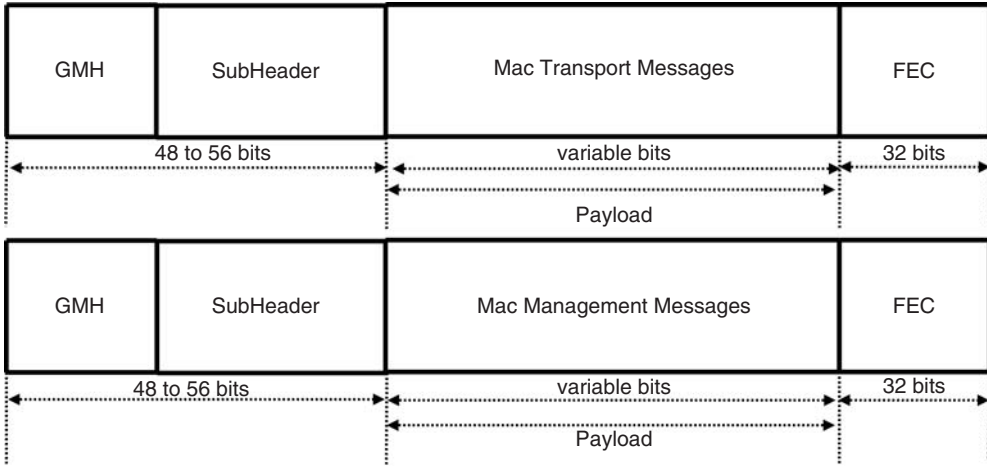 GMH SubHeader Mac Transport Messages FEC
48 to 56 bits variable bits 32 bits
Payload
GMH SubHeader Mac Management Messages FEC
48 to 56 bits variable bits 32 bits
Payload